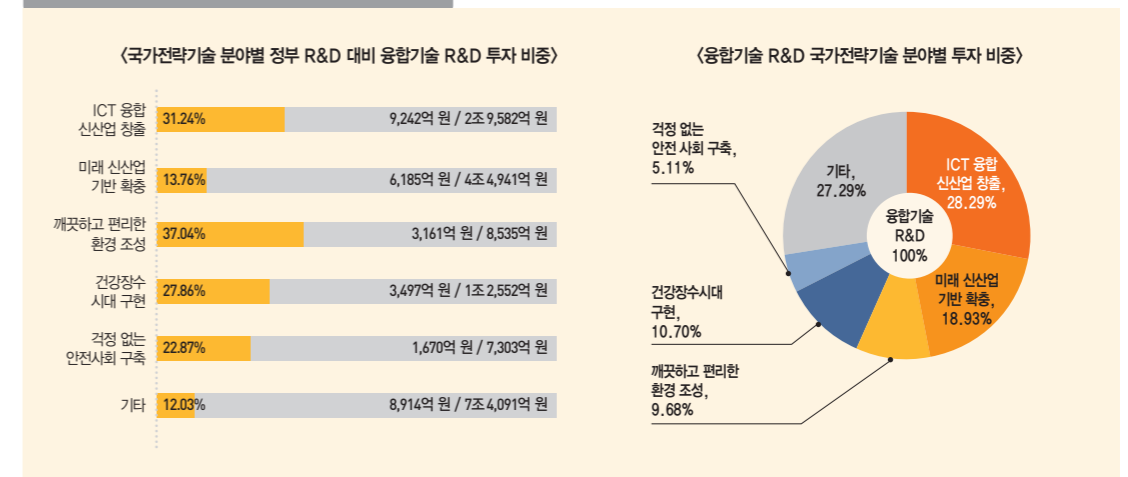 〈국가전략기술 분야별 정부 R&D 대비 융합기술 R&D 투자 비중〉
ICT 융합
신산업 창출
31.24%
9,242억 원 / 2조 9,582억 원
미래 신산업
기반 확충
13.76%
6,185억 원 / 4조 4,941억 원
깨끗하고 편리한
환경 조성
37.04%
3,161억 원 / 8,535억 원
건강장수
시대 구현
27.86%
3,497억 원 / 1조 2,552억 원
걱정 없는
안전사회 구축
22.87%
1,670억 원 / 7,303억 원
기타
12.03%
8,914억 원 / 7조 4,091억 원
〈융합기술 R&D 국가전략기술 분야별 투자 비중〉
걱정 없는
안전 사회 구축,
5.11%
기타,
27.29%
ICT 융합
신산업 창출,
28.29%
융합기술
R&D
100%
미래 신산업
기반 확충,
18.93%
건강장수시대
구현,
10.70%
깨끗하고 편리한
환경 조성,
9.68%